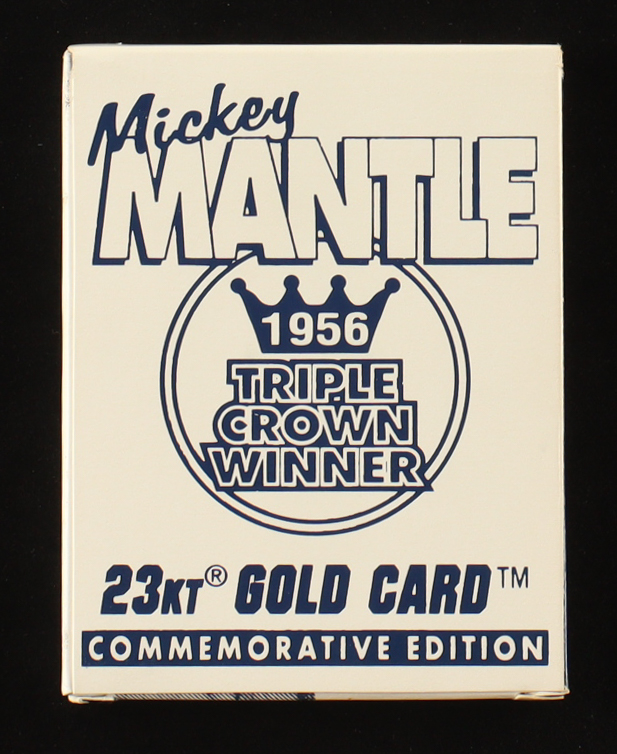 Mickey
MANTLE
1956
TRIPLE
CROWN
WINNER
23KT® GOLD CARD™
COMMEMORATIVE EDITION